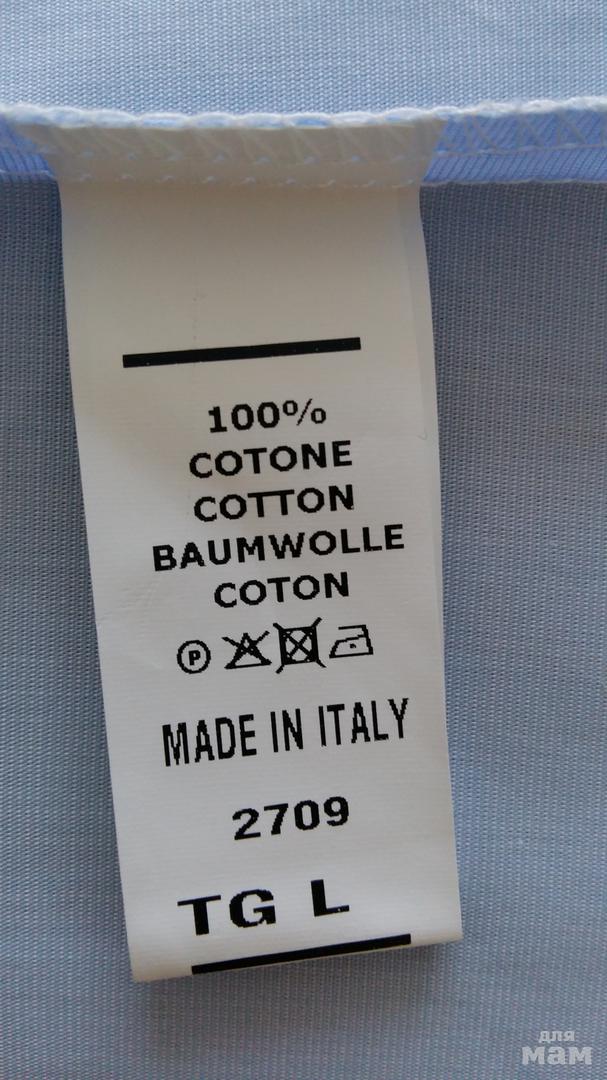 100%
COTONE
COTTON
BAUMWOLLE
COTON
P
MADE IN ITALY
2709
TG L
для
мам